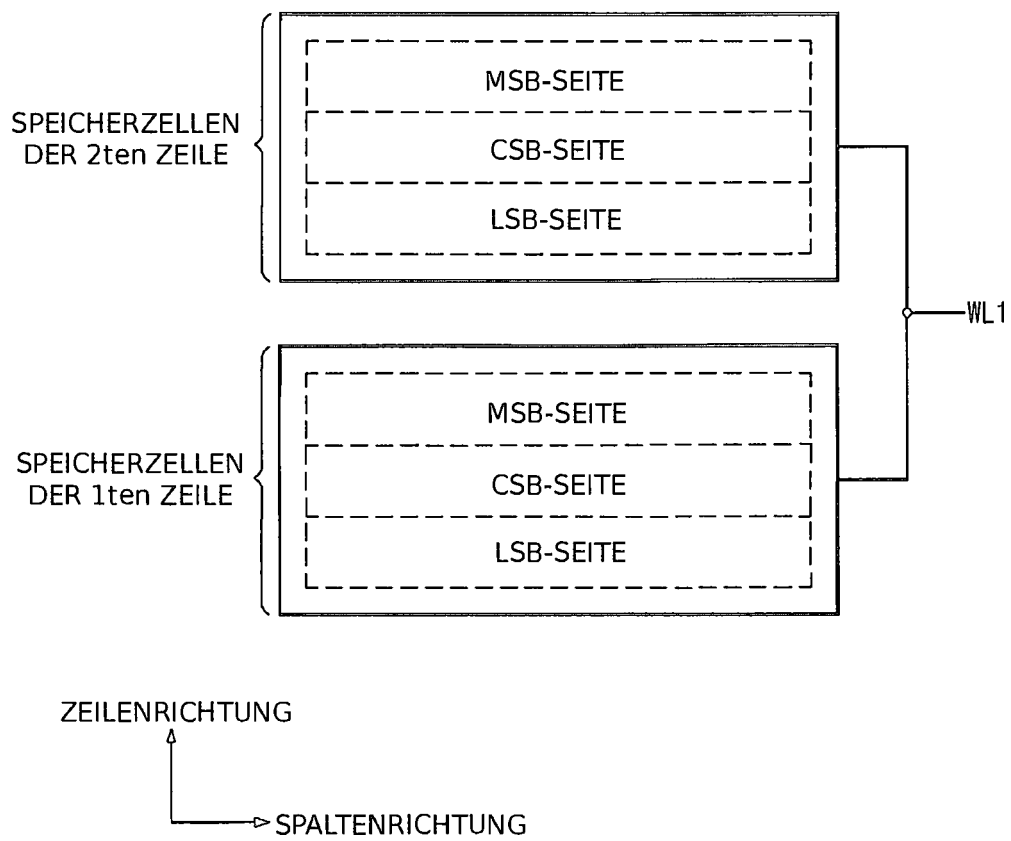 SPEICHERZELLEN
DER 2ten ZEILE
MSB-SEITE
CSB-SEITE
LSB-SEITE
WL1
SPEICHERZELLEN
DER 1ten ZEILE
MSB-SEITE
CSB-SEITE
LSB-SEITE
ZEILENRICHTUNG
SPALTENRICHTUNG